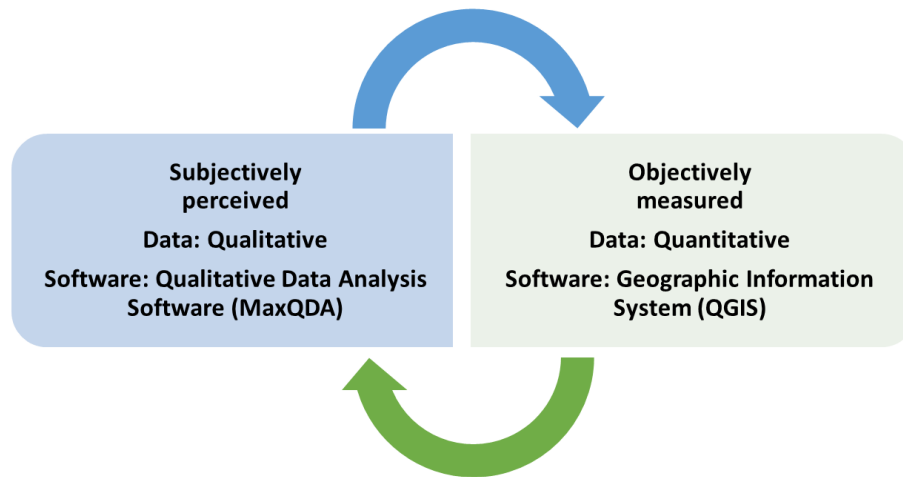 Subjectively
perceived
Data: Qualitative
Software: Qualitative Data Analysis
Software (MaxQDA)
Objectively
measured
Data: Quantitative
Software: Geographic Information
System (QGIS)